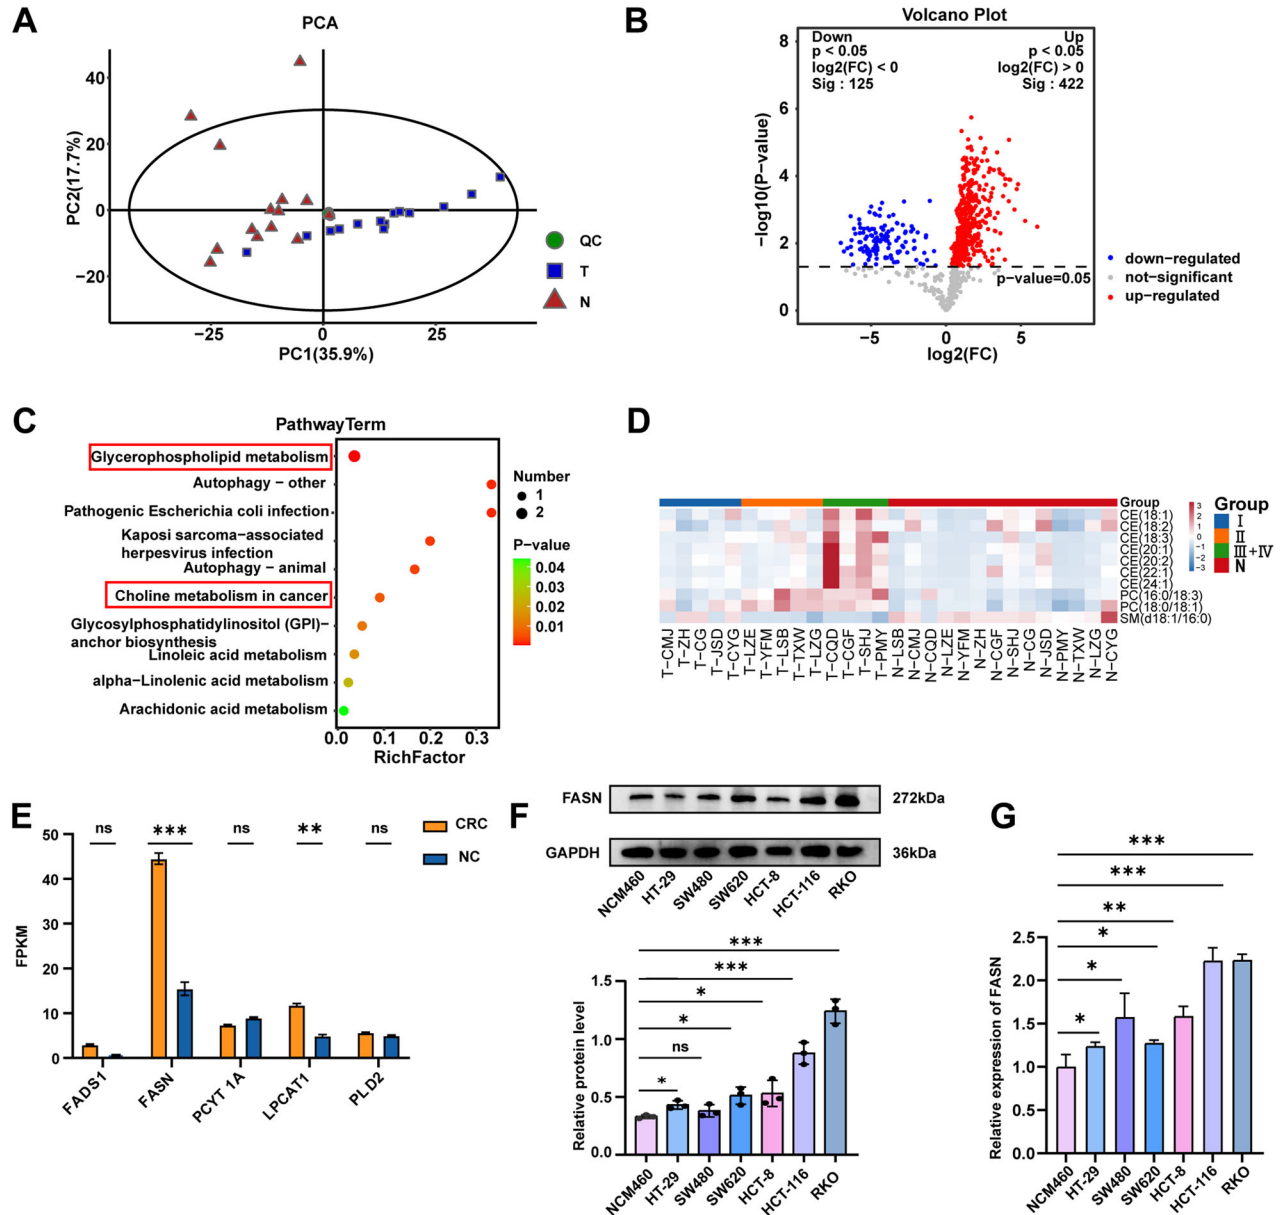 A
PCA
PC2(17.7%)
40
20
0
−20
−25
0
25
PC1(35.9%)
QC
T
N
B
Volcano Plot
Down
p < 0.05
log2(FC) < 0
Sig : 125
Up
p < 0.05
log2(FC) > 0
Sig : 422
−log10(P−value)
8
6
4
2
0
p−value=0.05
−5
0
5
log2(FC)
down−regulated
not−significant
up−regulated
C
PathwayTerm
Glycerophospholipid metabolism
Autophagy − other
Pathogenic Escherichia coli infection
Kaposi sarcoma−associated
herpesvirus infection
Autophagy − animal
Choline metabolism in cancer
Glycosylphosphatidylinositol (GPI)−
anchor biosynthesis
Linoleic acid metabolism
alpha−Linolenic acid metabolism
Arachidonic acid metabolism
0.0
0.1
0.2
0.3
RichFactor
Number
1
2
P−value
0.04
0.03
0.02
0.01
D
Group
CE(18:1)
CE(18:2)
CE(18:3)
CE(20:1)
CE(20:2)
CE(22:1)
CE(24:1)
PC(16:0/18:3)
PC(18:0/18:1)
SM(d18:1/16:0)
3
2
1
0
−1
−2
−3
Group
I
II
III+IV
N
T−CMJ
T−ZH
T−CG
T−JSD
T−CYG
T−LZE
T−YFM
T−LSB
T−TXW
T−LZG
T−CQD
T−CGF
T−SHJ
T−PMY
N−LSB
N−CMJ
N−CQD
N−LZE
N−YFM
N−ZH
N−CGF
N−SHJ
N−CG
N−JSD
N−PMY
N−TXW
N−LZG
N−CYG
E
FPKM
50
40
30
20
10
0
ns
***
ns
**
ns
CRC
NC
FADS1
FASN
PCYT 1A
LPCAT1
PLD2
F
FASN
272kDa
GAPDH
36kDa
NCM460
HT-29
SW480
SW620
HCT-8
HCT-116
RKO
Relative protein level
1.5
1.0
0.5
0.0
***
***
*
*
ns
*
NCM460
HT-29
SW480
SW620
HCT-8
HCT-116
RKO
G
Relative expression of FASN
2.5
2.0
1.5
1.0
0.5
0.0
***
***
**
*
*
*
NCM460
HT-29
SW480
SW620
HCT-8
HCT-116
RKO